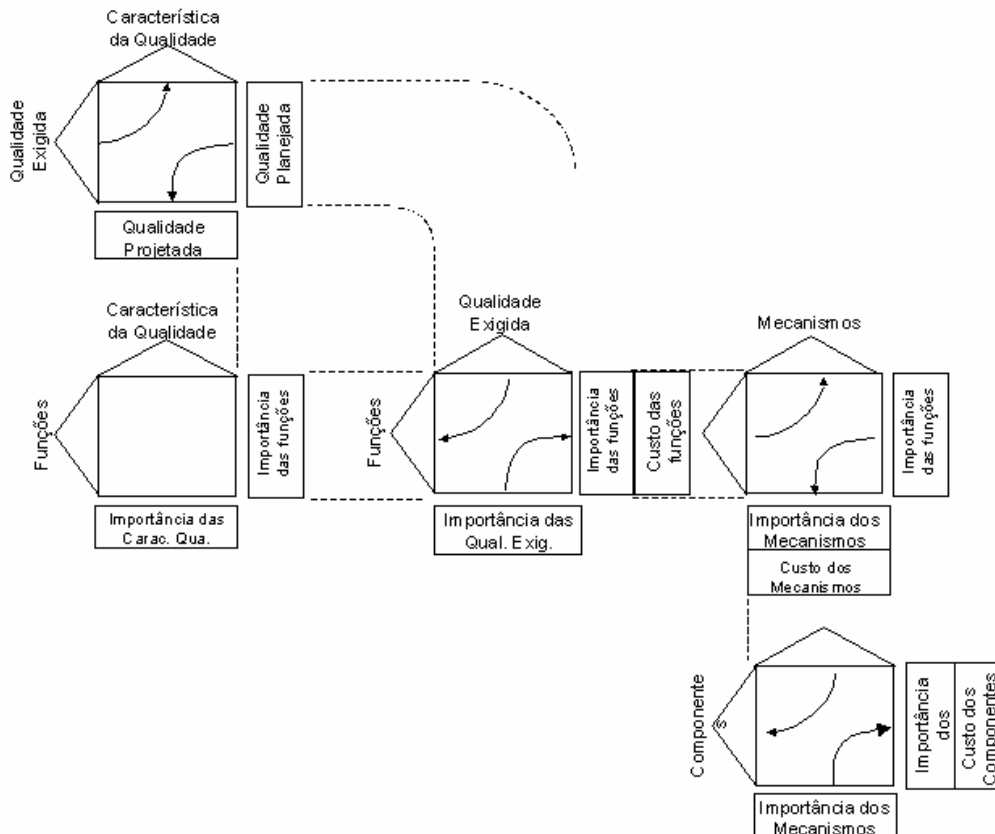 Característica
da Qualidade
Qualidade
Exigida
Qualidade
Planejada
Qualidade
Projetada
Característica
da Qualidade
Funções
Importância
das funções
Importância das
Carac. Qua.
Qualidade
Exigida
Funções
Importância
das funções
Custo das
funções
Importância das
Qual. Exig.
Mecanismos
Importância
das funções
Importância dos
Mecanismos
Custo dos
Mecanismos
Componente
s
Importância
dos
Custo dos
Componentes
Importância dos
Mecanismos